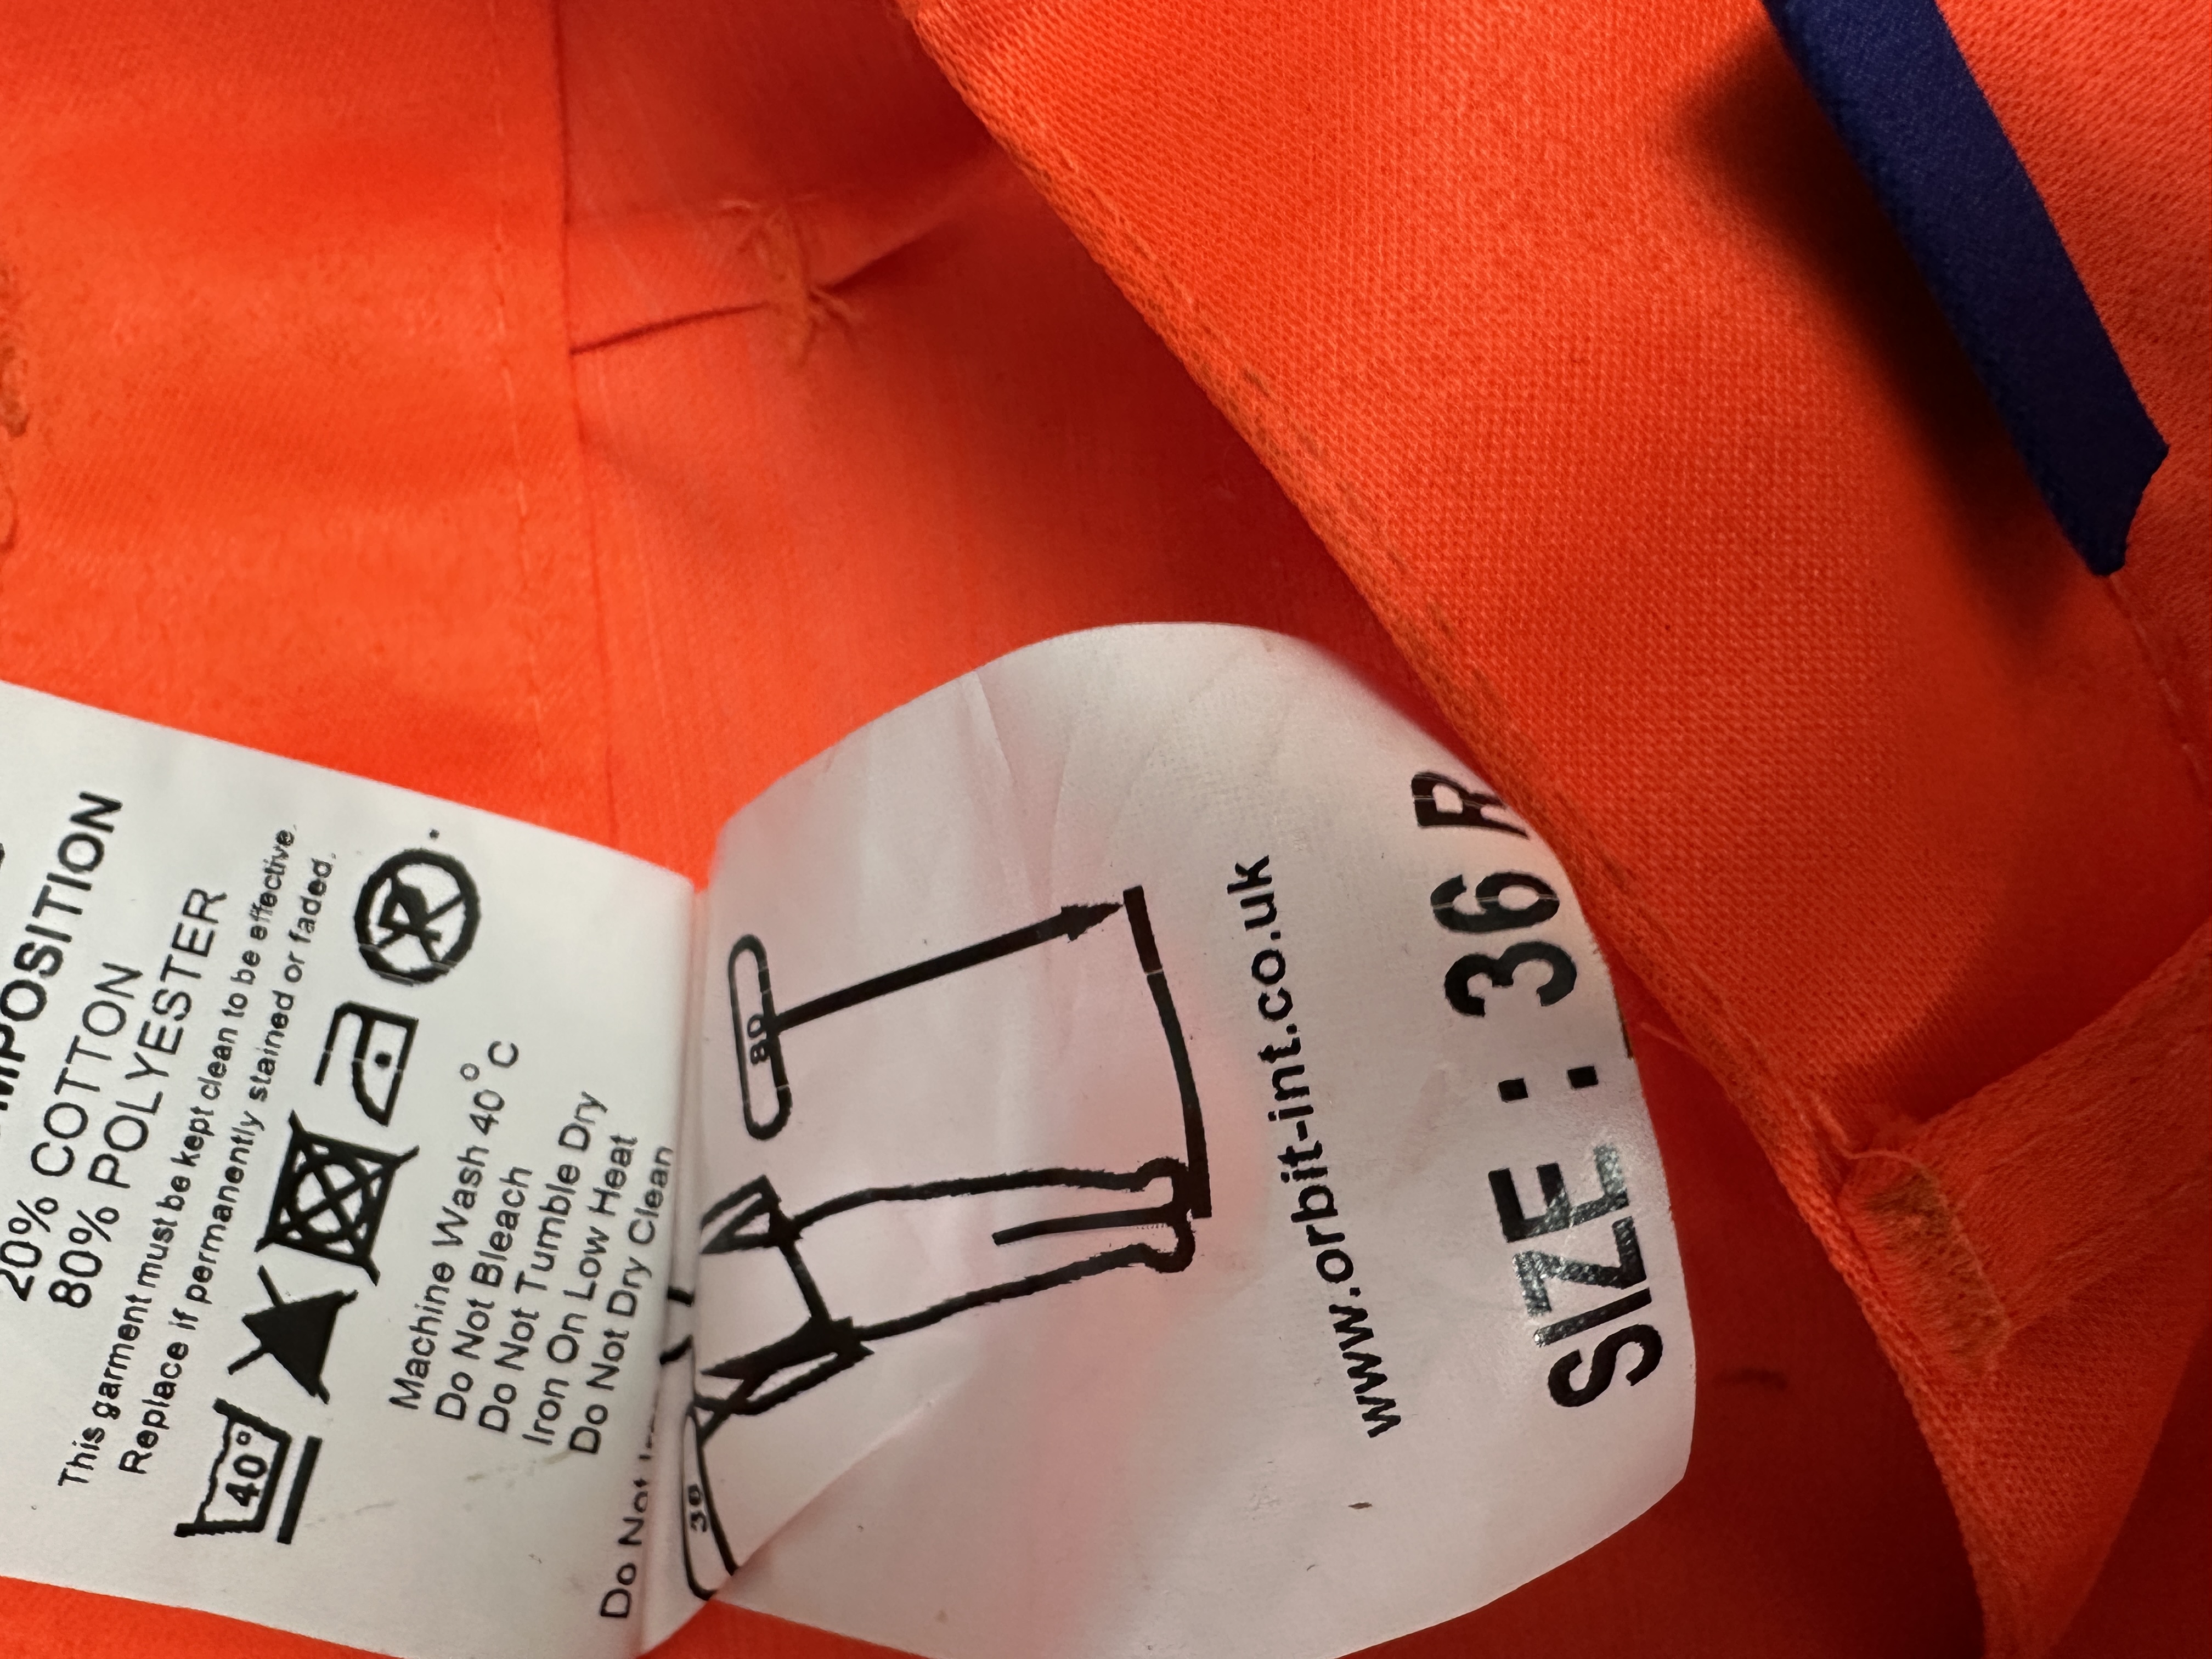 20% COTTON
80% POLYESTER
This garment must be kept clean to be effective.
Replace if permanently stained or faded.
40°
Machine Wash 40°C
Do Not Bleach
Do Not Tumble Dry
Iron On Low Heat
Do Not Dry Clean
Do Not
36
80
www.orbit-int.co.uk
SIZE : 36 R